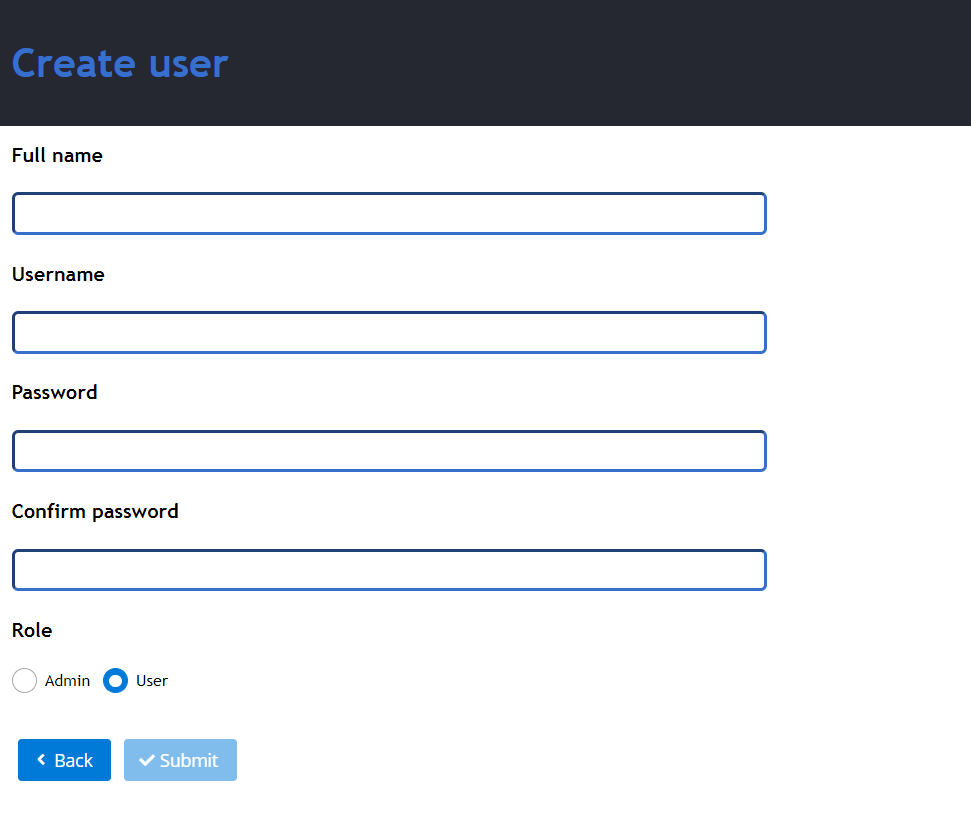 Create user
Full name
Username
Password
Confirm password
Role
Admin User
Back Submit